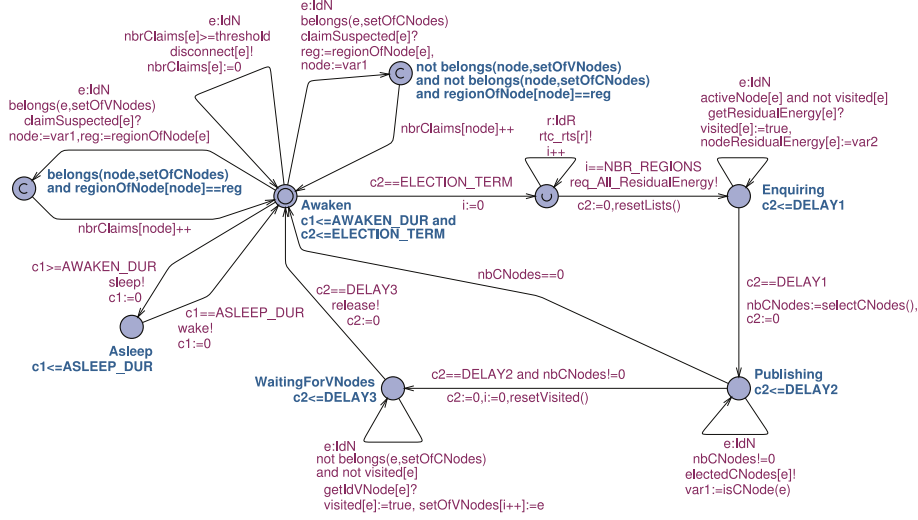 e:IdN
nbrClaims[e]>=threshold
disconnect[e]!
nbrClaims[e]:=0
e:IdN
belongs(e,setOfCNodes)
claimSuspected[e]?
reg:=regionOfNode[e],
node:=var1
C
not belongs(node,setOfVNodes)
and not belongs(node,setOfCNodes)
and regionOfNode[node]==reg
nbrClaims[node]++
e:IdN
belongs(e,setOfVNodes)
claimSuspected[e]?
node:=var1,reg:=regionOfNode[e]
C
belongs(node,setOfCNodes)
and regionOfNode[node]==reg
nbrClaims[node]++
Awaken
c1<=AWAKEN_DUR and
c2<=ELECTION_TERM
c2==ELECTION_TERM
i:=0
r:IdR
rtc_rts[r]!
i++
U
i==NBR_REGIONS
req_All_ResidualEnergy!
c2:=0,resetLists()
e:IdN
activeNode[e] and not visited[e]
getResidualEnergy[e]?
visited[e]:=true,
nodeResidualEnergy[e]:=var2
Enquiring
c2<=DELAY1
c2==DELAY1
nbCNodes:=selectCNodes(),
c2:=0
nbCNodes==0
c1>=AWAKEN_DUR
sleep!
c1:=0
c1==ASLEEP_DUR
wake!
c1:=0
Asleep
c1<=ASLEEP_DUR
c2==DELAY3
release!
c2:=0
WaitingForVNodes
c2<=DELAY3
c2==DELAY2 and nbCNodes!=0
c2:=0,i:=0,resetVisited()
Publishing
c2<=DELAY2
e:IdN
not belongs(e,setOfCNodes)
and not visited[e]
getIdVNode[e]?
visited[e]:=true, setOfVNodes[i++]:=e
e:IdN
nbCNodes!=0
electedCNodes[e]!
var1:=isCNode(e)